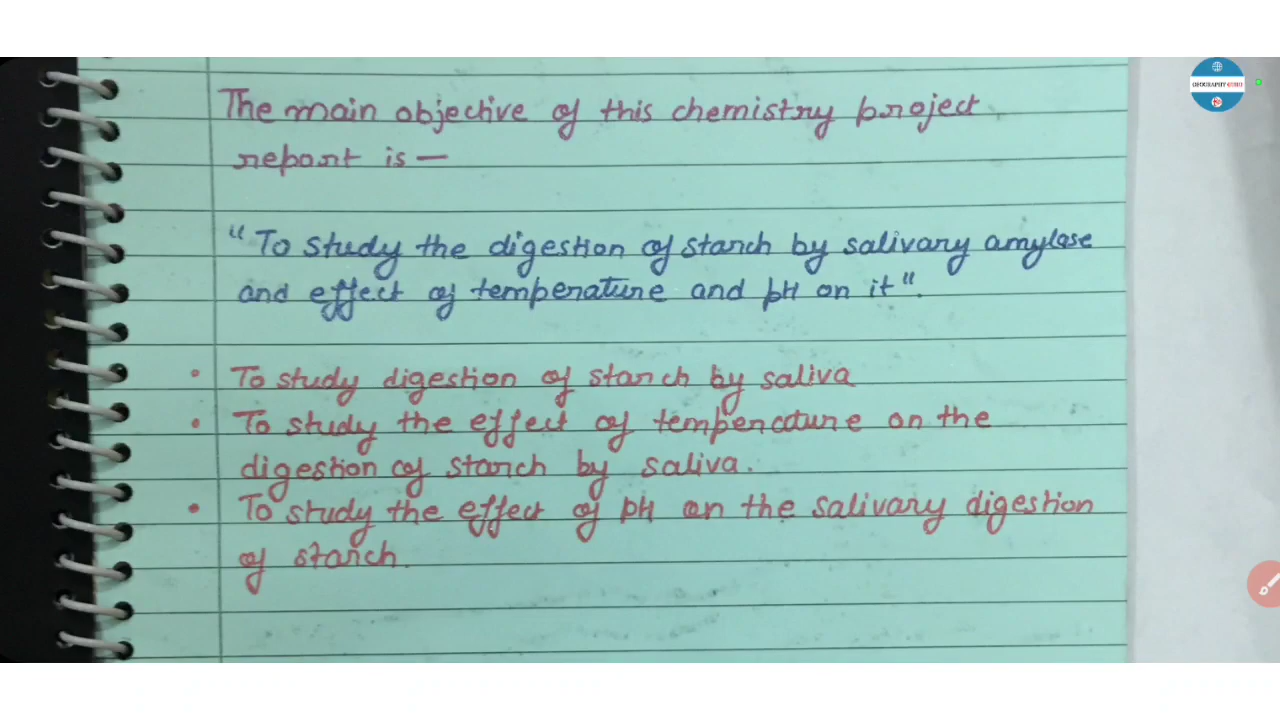 The main objective of this chemistry project
report is —
"To study the digestion of starch by salivary amylase
and effect of temperature and pH on it".
• To study digestion of starch by saliva
• To study the effect of temperature on the
digestion of starch by saliva.
• To study the effect of pH on the salivary digestion
of starch.
GEOGRAPHY GURU